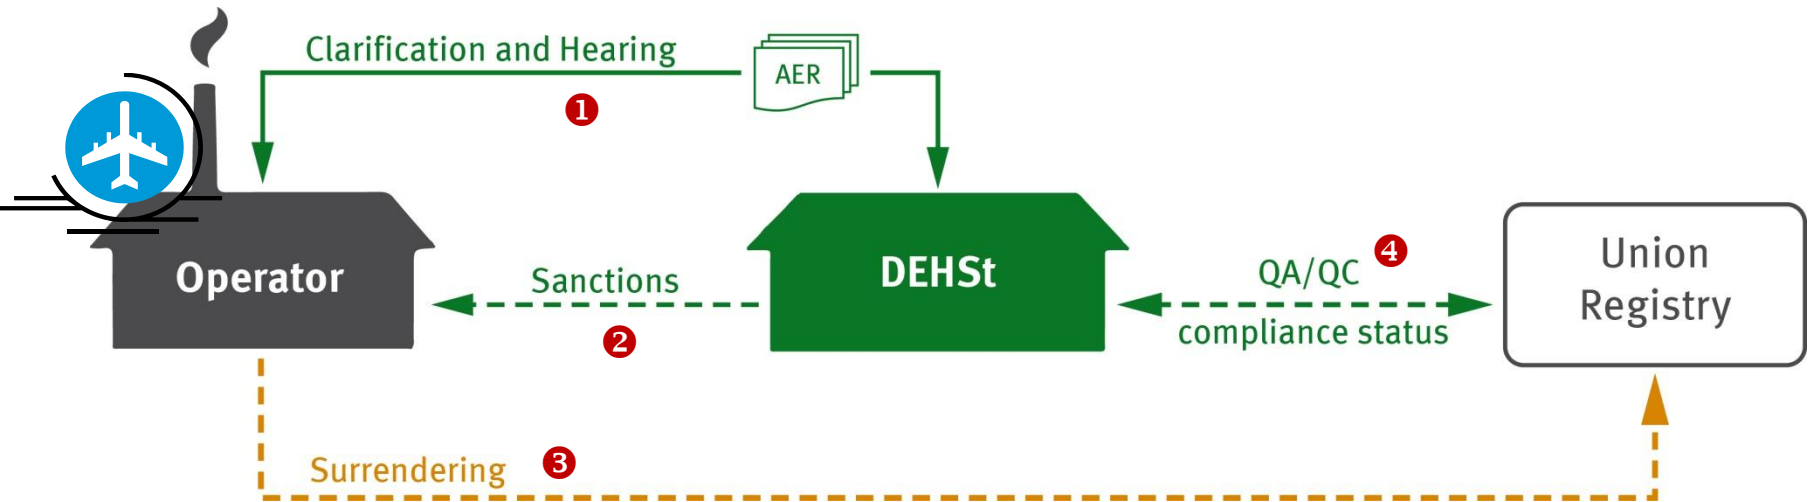 Clarification and Hearing
AER
1
Operator
Sanctions
2
DEHSt
QA/QC
4
compliance status
Union
Registry
Surrendering
3